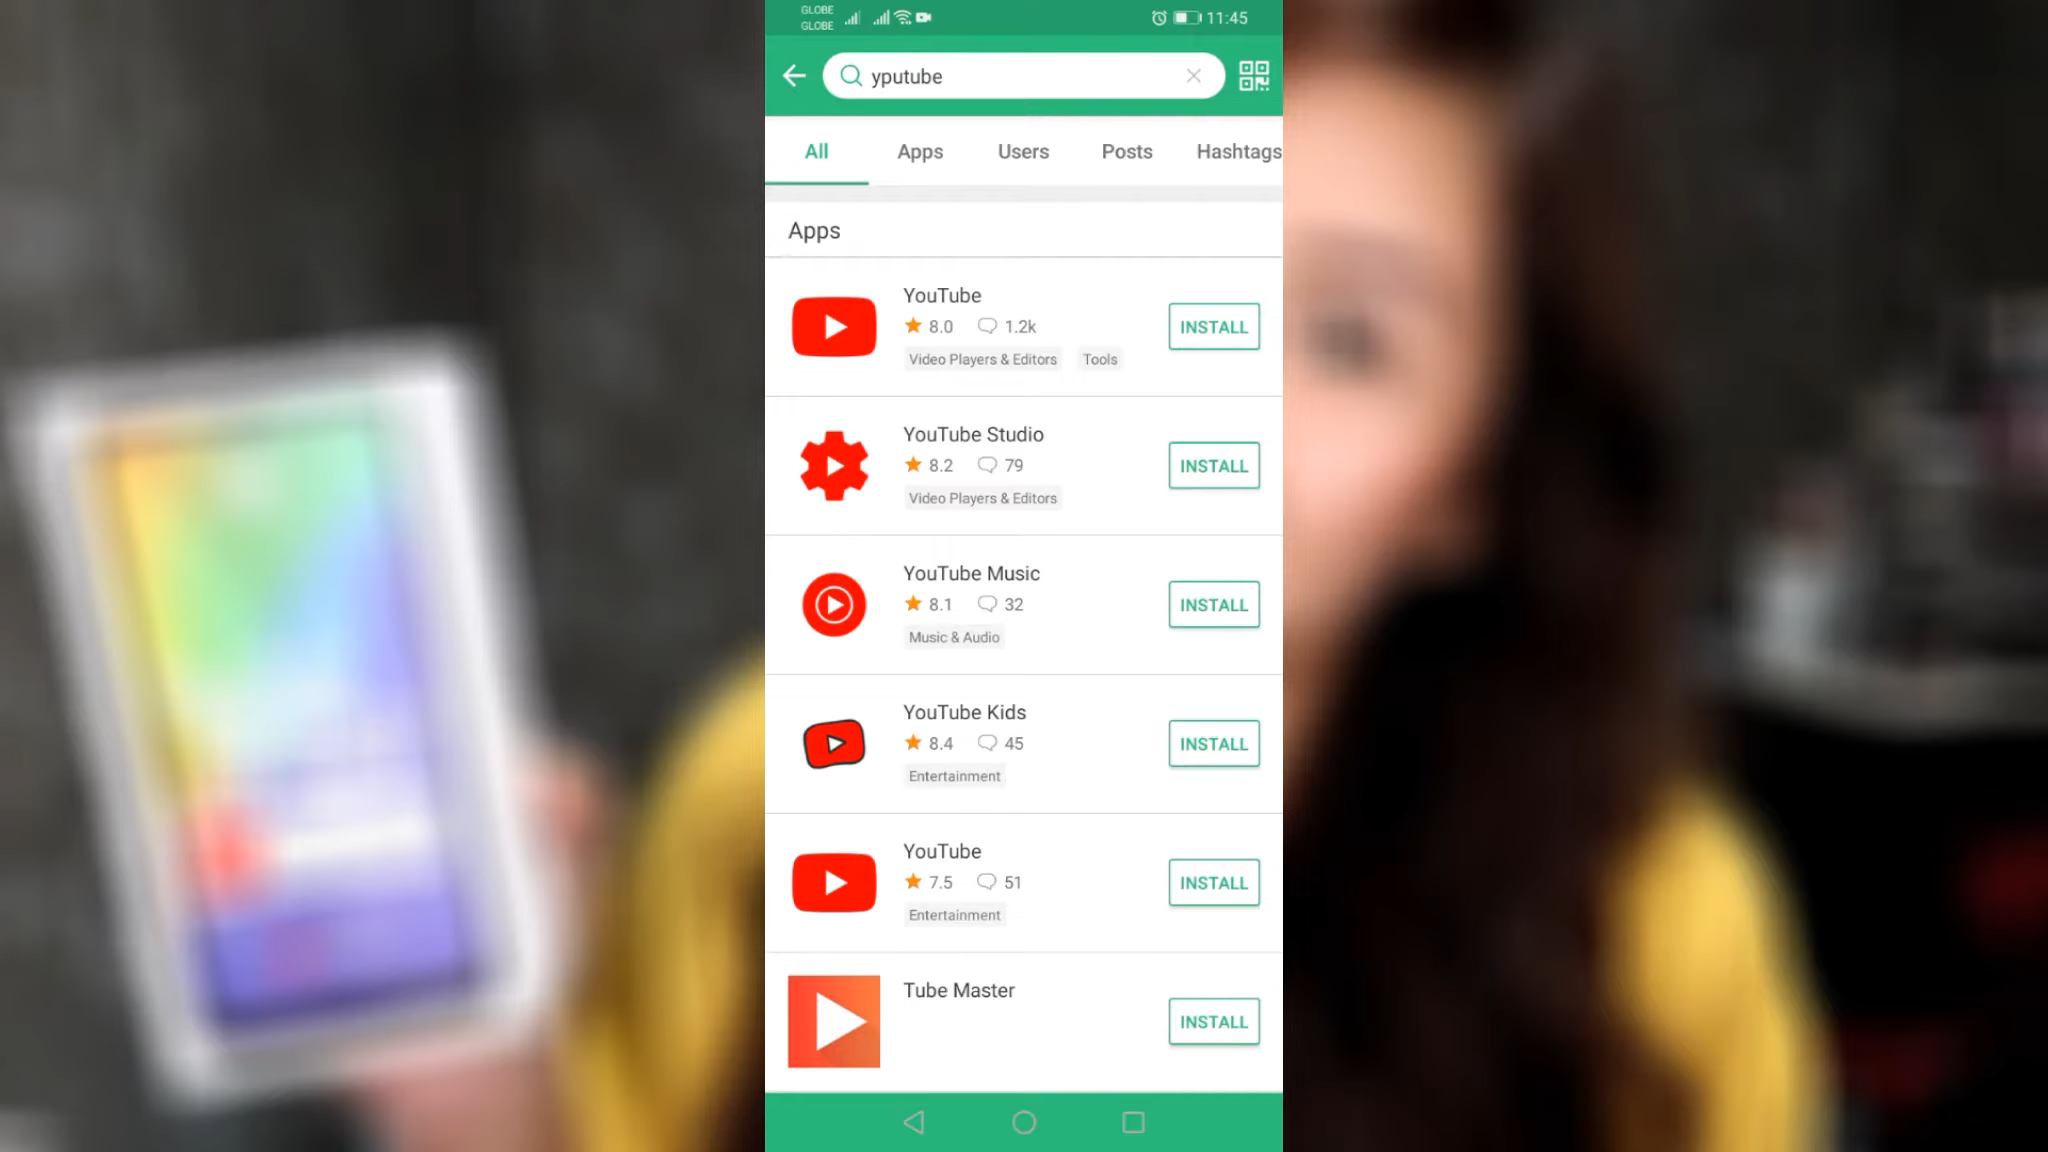 GLOBE
GLOBE
11:45
yputube
All Apps Users Posts Hashtags
Apps
YouTube
8.0 1.2k
INSTALL
Video Players & Editors Tools
YouTube Studio
8.2 79
INSTALL
Video Players & Editors
YouTube Music
8.1 32
INSTALL
Music & Audio
YouTube Kids
8.4 45
INSTALL
Entertainment
YouTube
7.5 51
INSTALL
Entertainment
Tube Master
INSTALL